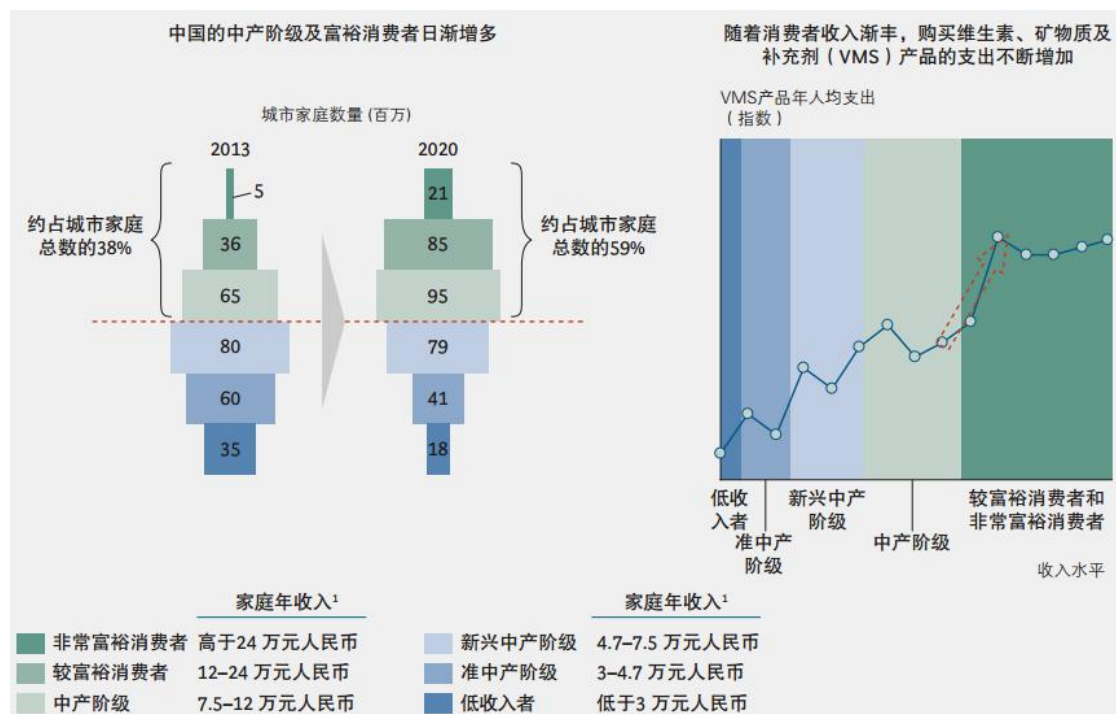 中国的中产阶级及富裕消费者日渐增多
城市家庭数量(百万)
2013
2020
5
21
约占城市家庭
总数的38%
约占城市家庭
总数的59%
36
85
65
95
80
79
60
41
35
18
随着消费者收入渐丰，购买维生素、矿物质及
补充剂（VMS）产品的支出不断增加
VMS产品年人均支出
（指数）
低收
入者
准中产
阶级
新兴中产
阶级
中产阶级
较富裕消费者和
非常富裕消费者
收入水平
家庭年收入¹
非常富裕消费者 高于24 万元人民币
较富裕消费者 12–24 万元人民币
中产阶级 7.5–12 万元人民币
家庭年收入¹
新兴中产阶级 4.7–7.5 万元人民币
准中产阶级 3–4.7 万元人民币
低收入者 低于3 万元人民币